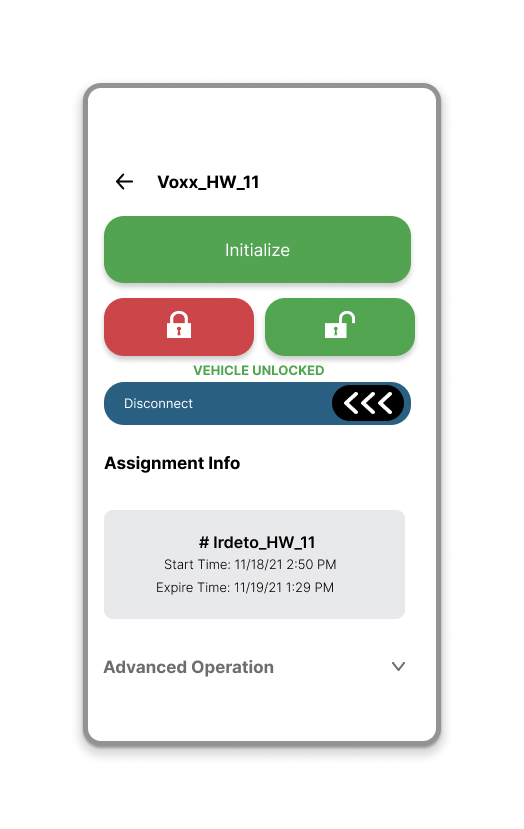 Voxx_HW_11
Initialize
VEHICLE UNLOCKED
Disconnect
Assignment Info
# Irdeto_HW_11
Start Time: 11/18/21 2:50 PM
Expire Time: 11/19/21 1:29 PM
Advanced Operation